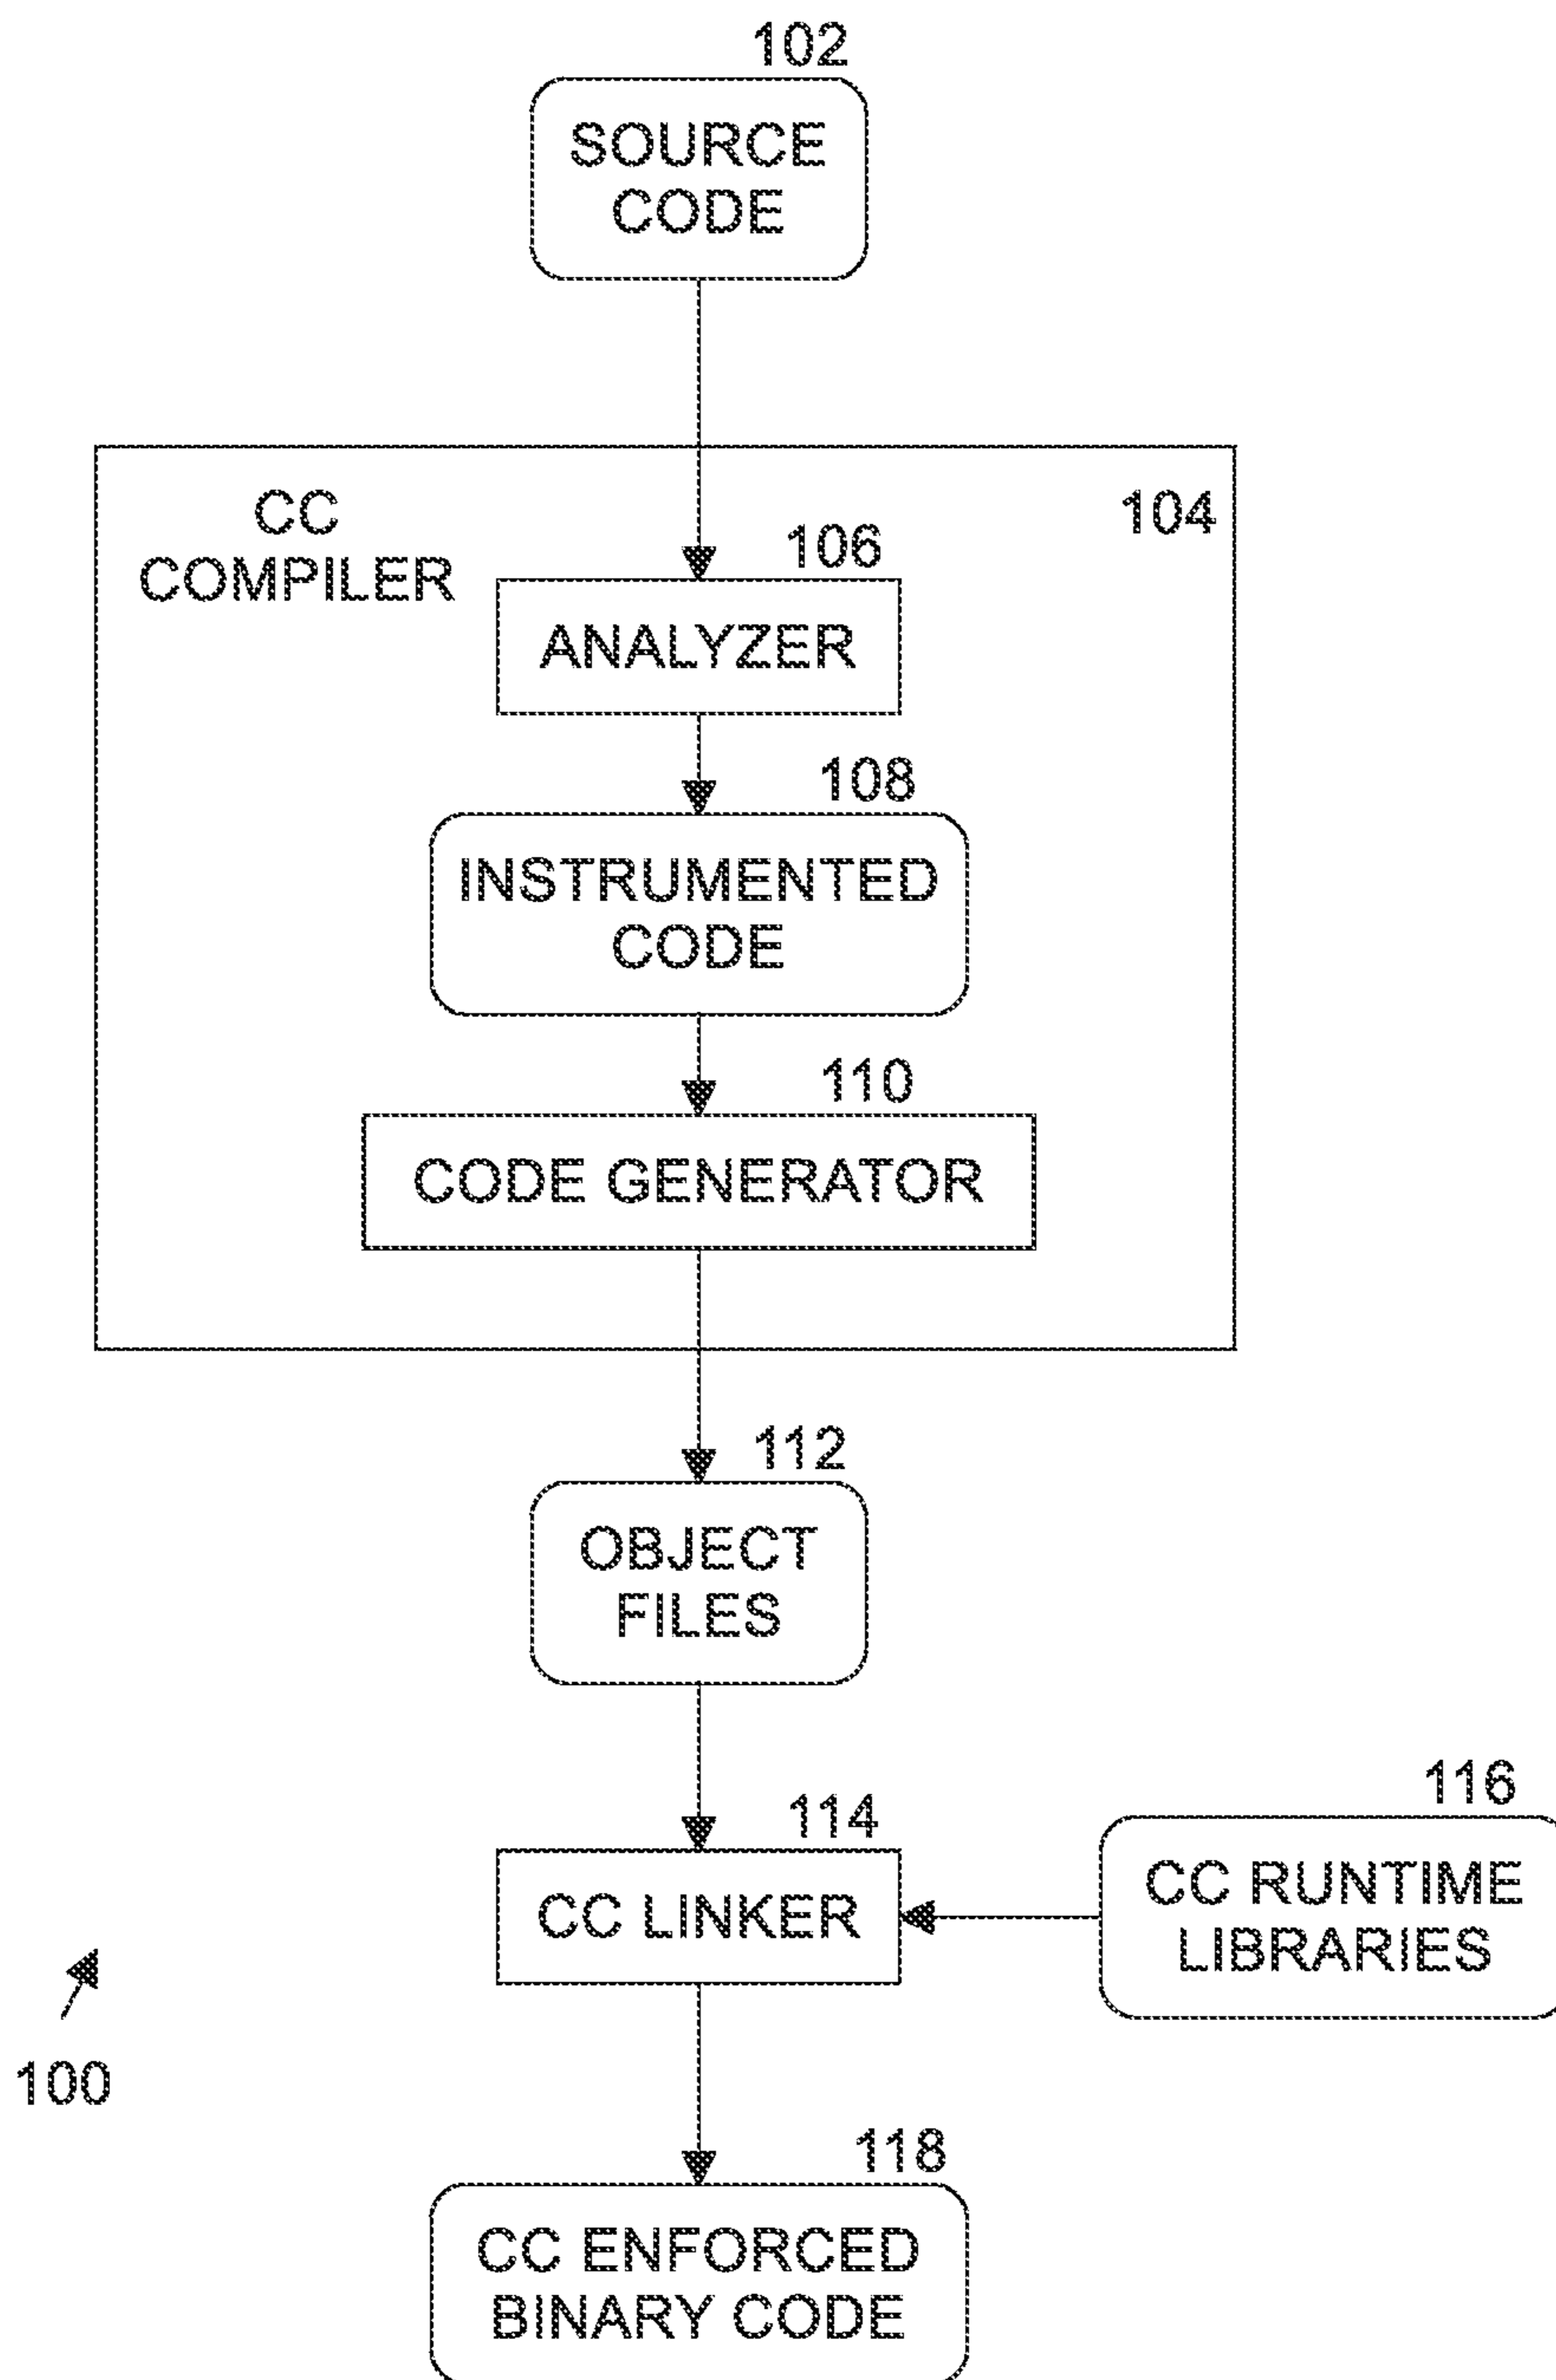 102
SOURCE
CODE
CC
COMPILER
104
106
ANALYZER
108
INSTRUMENTED
CODE
110
CODE GENERATOR
112
OBJECT
FILES
114
CC LINKER
116
CC RUNTIME
LIBRARIES
100
118
CC ENFORCED
BINARY CODE